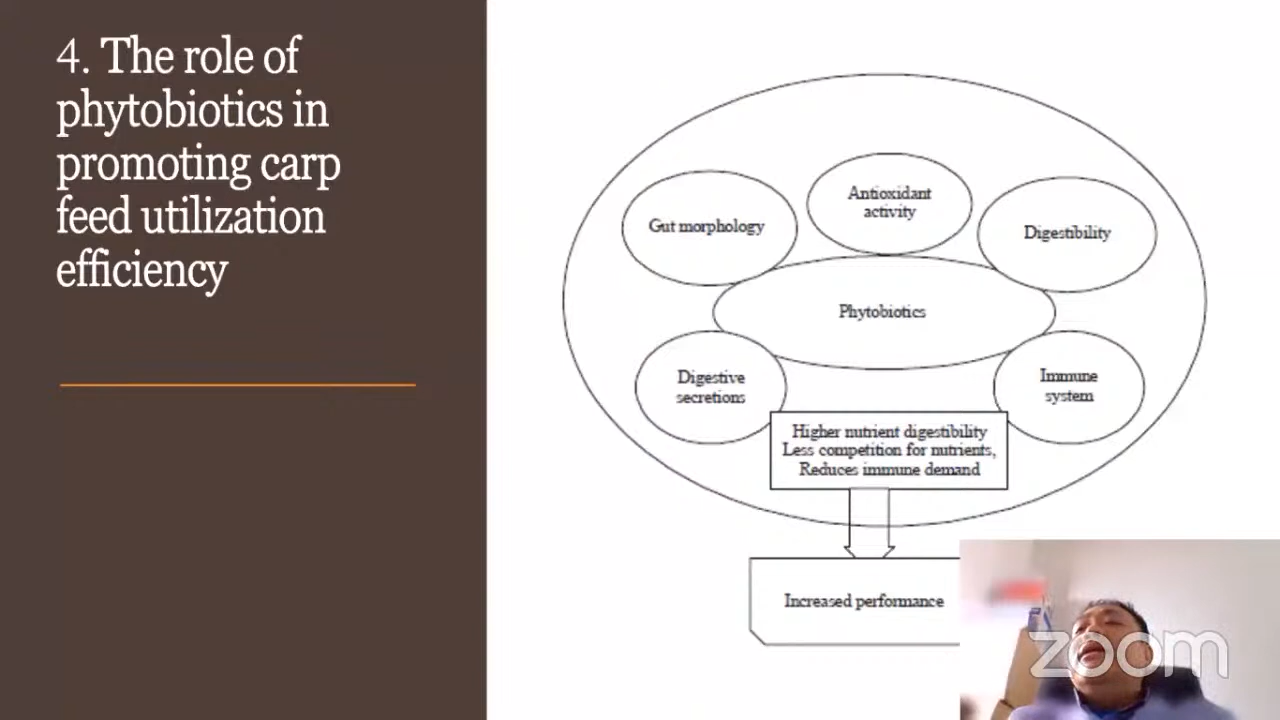 4. The role of
phytobiotics in
promoting carp
feed utilization
efficiency
Gut morphology
Antioxidant
activity
Digestibility
Phytobiotics
Digestive
secretions
Immune
system
Higher nutrient digestibility
Less competition for nutrients,
Reduces immune demand
Increased performance
zoom